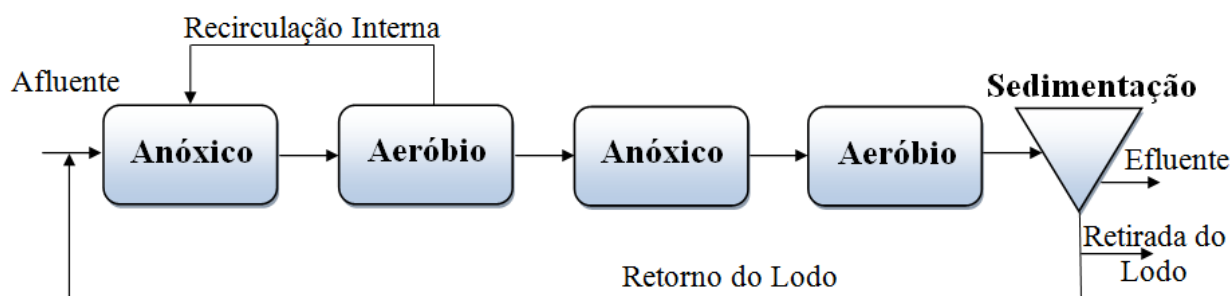 Recirculação Interna
Afluente
Sedimentação
Anóxico
Aeróbio
Anóxico
Aeróbio
Efluente
Retirada do
Lodo
Retorno do Lodo